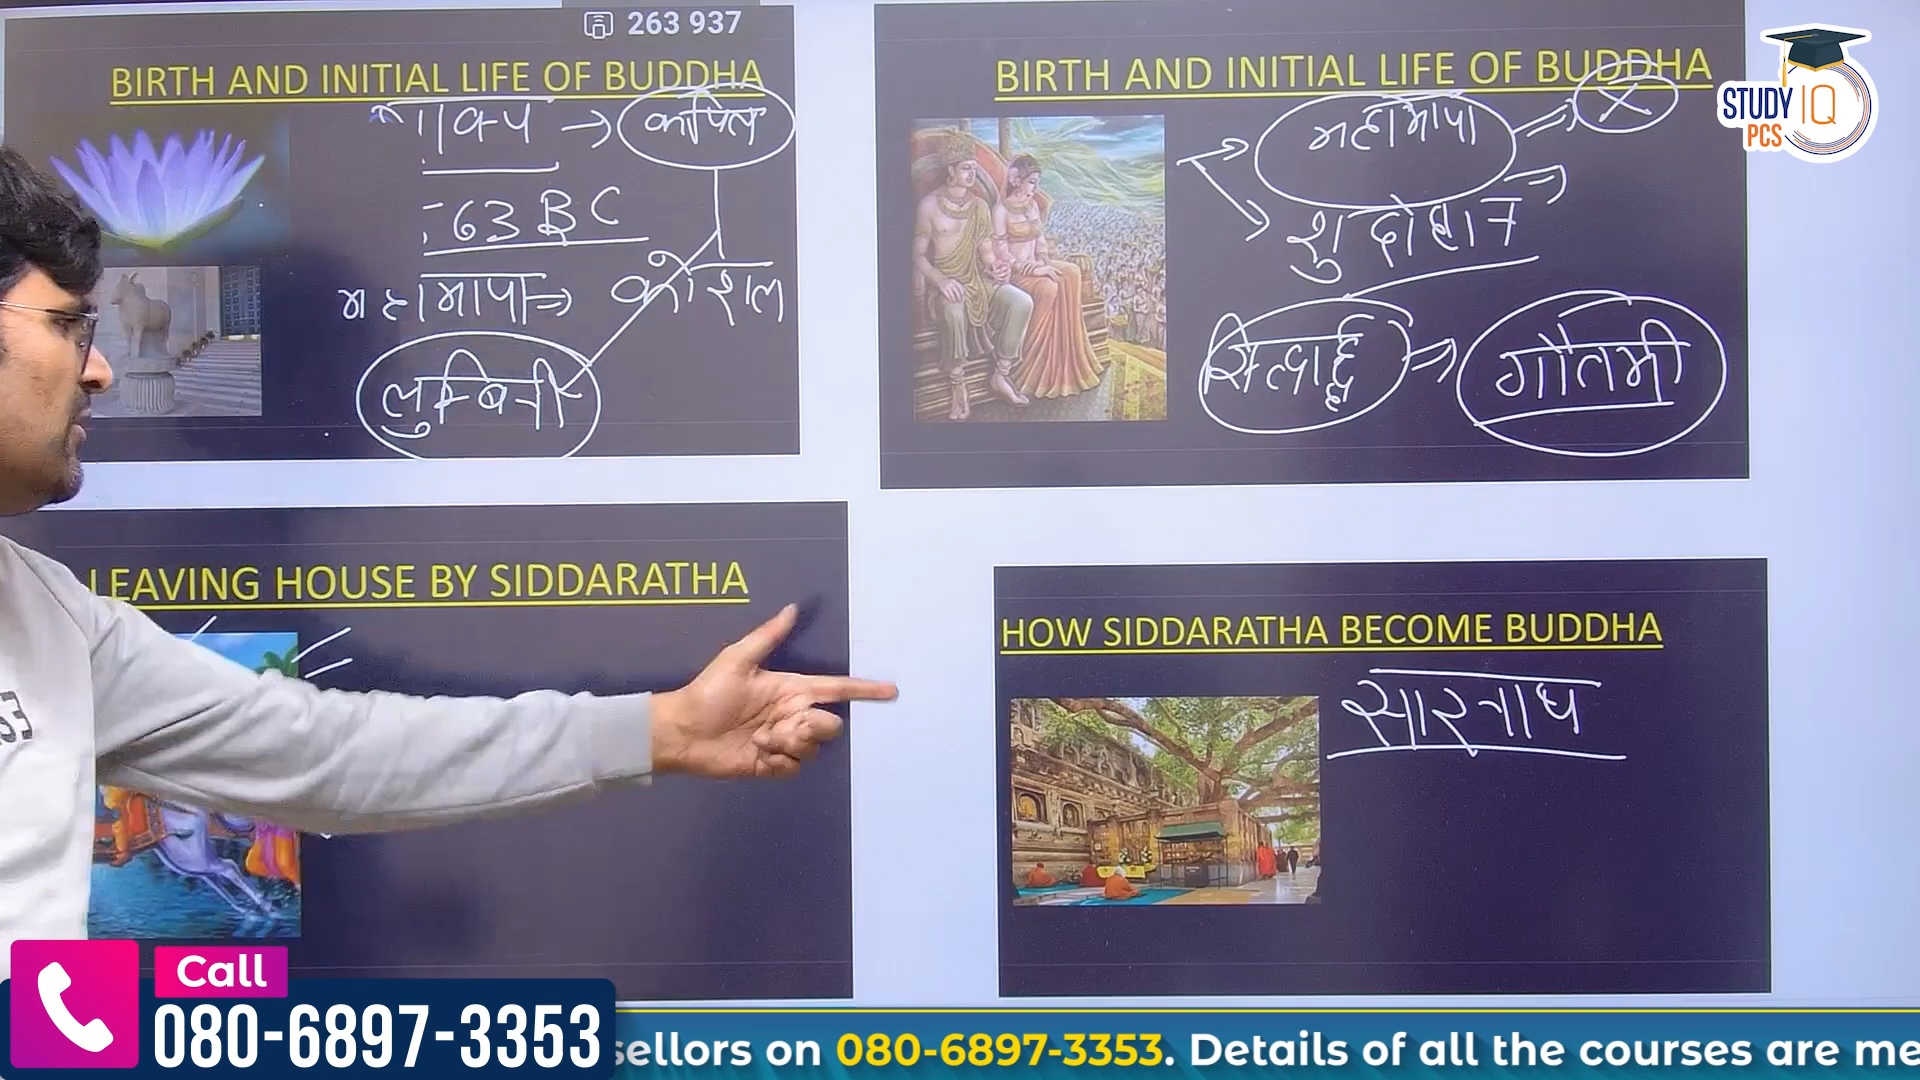 263 937
BIRTH AND INITIAL LIFE OF BUDDHA
कपिल
63 BC
महामाया कोशल
लुम्बिनी
BIRTH AND INITIAL LIFE OF BUDDHA
महामाया
गौतमी
STUDY IQ
PCS
LEAVING HOUSE BY SIDDARATHA
HOW SIDDARATHA BECOME BUDDHA
सारनाथ
Call
080-6897-3353
sellors on 080-6897-3353. Details of all the courses are me